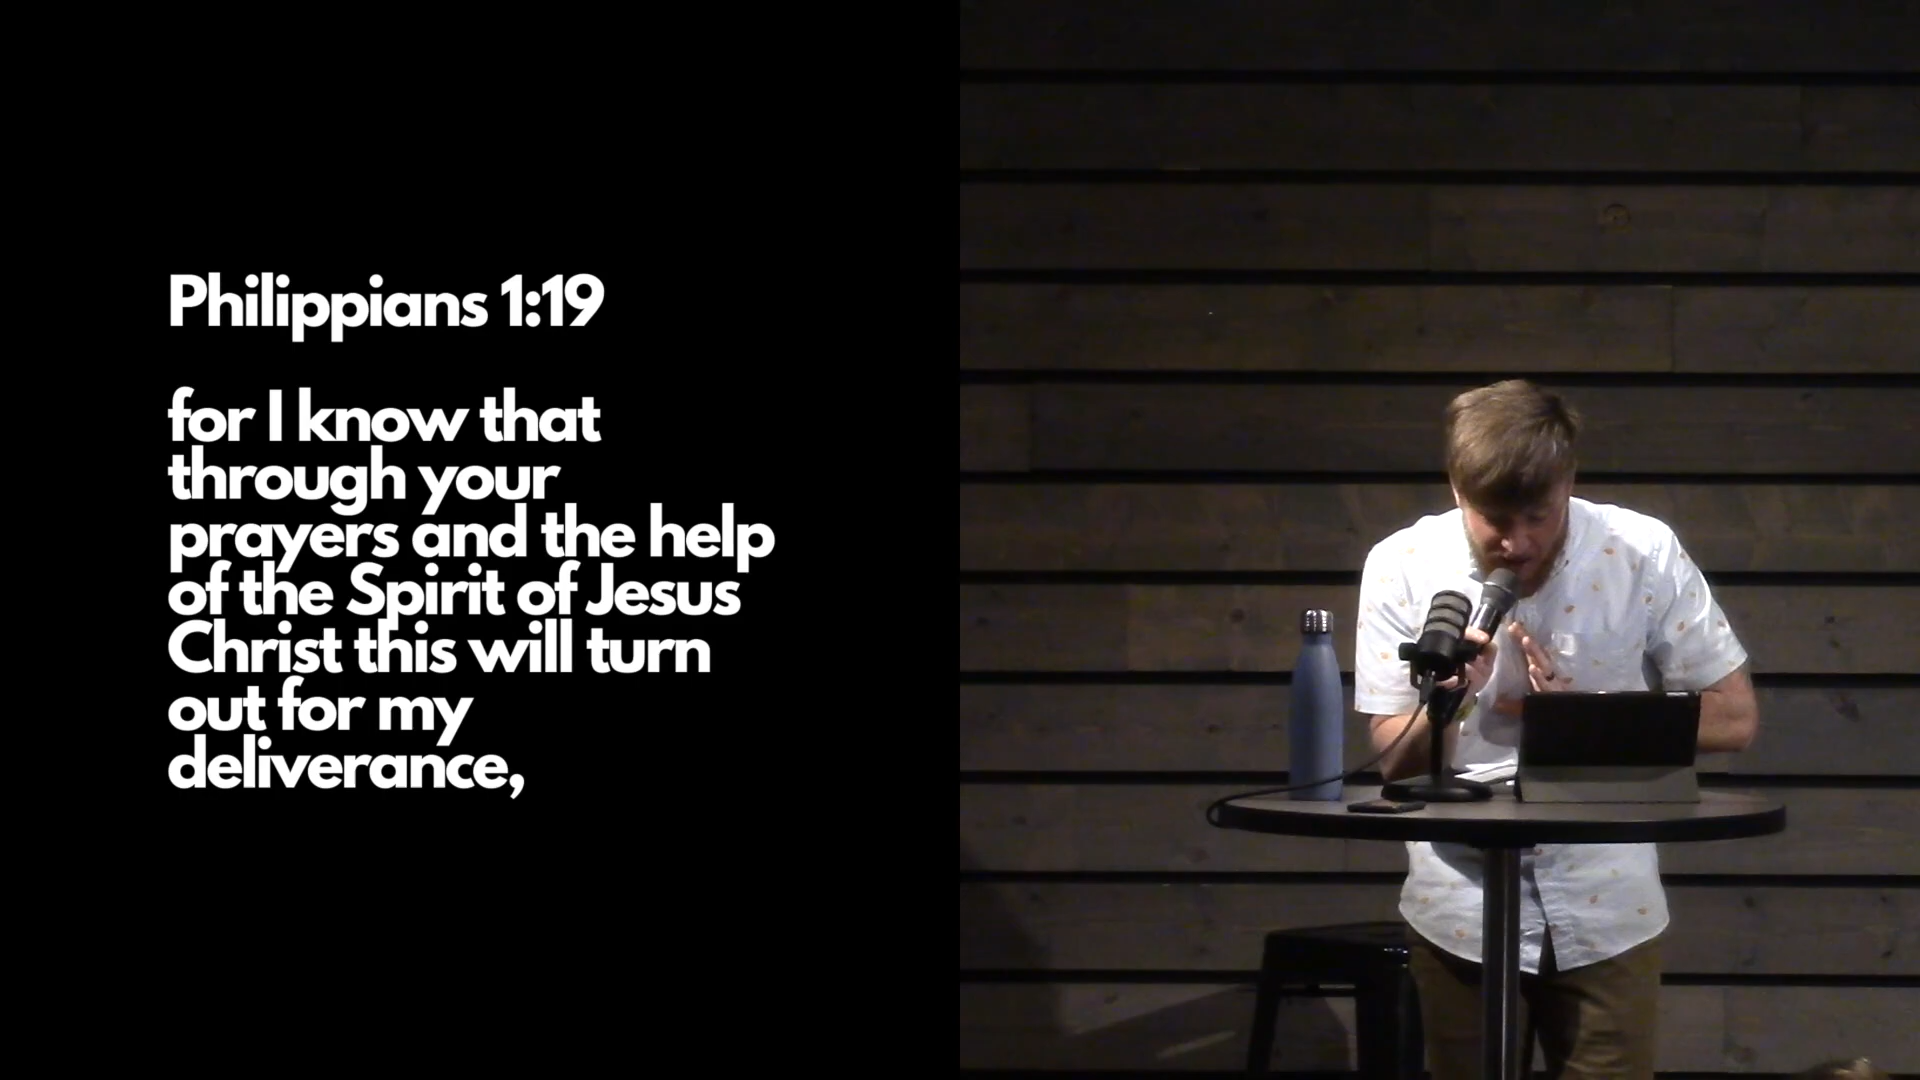 Philippians 1:19
for I know that
through your
prayers and the help
of the Spirit of Jesus
Christ this will turn
out for my
deliverance,